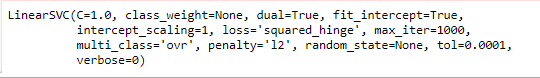 LinearSVC(C=1.0, class_weight=None, dual=True, fit_intercept=True,
intercept_scaling=1, loss='squared_hinge', max_iter=1000,
multi_class='ovr', penalty='l2', random_state=None, tol=0.0001,
verbose=0)